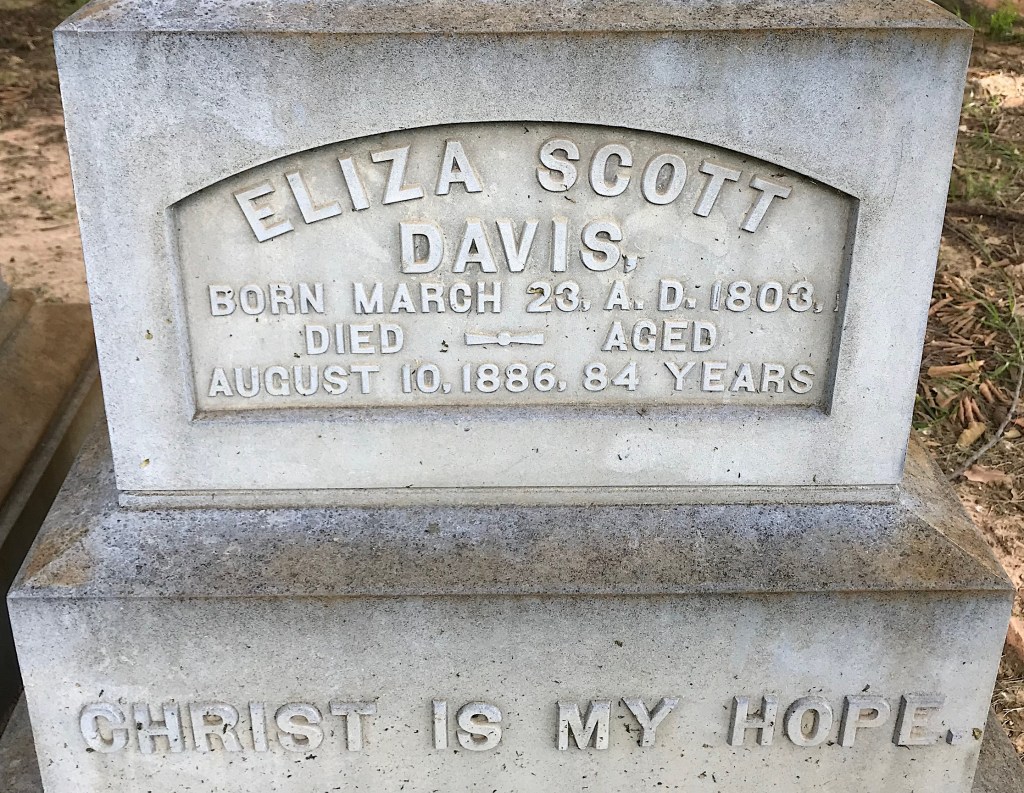 ELIZA SCOTT
DAVIS,
BORN MARCH 23, A. D. 1803,
DIED AGED
AUGUST 10, 1886, 84 YEARS
CHRIST IS MY HOPE.